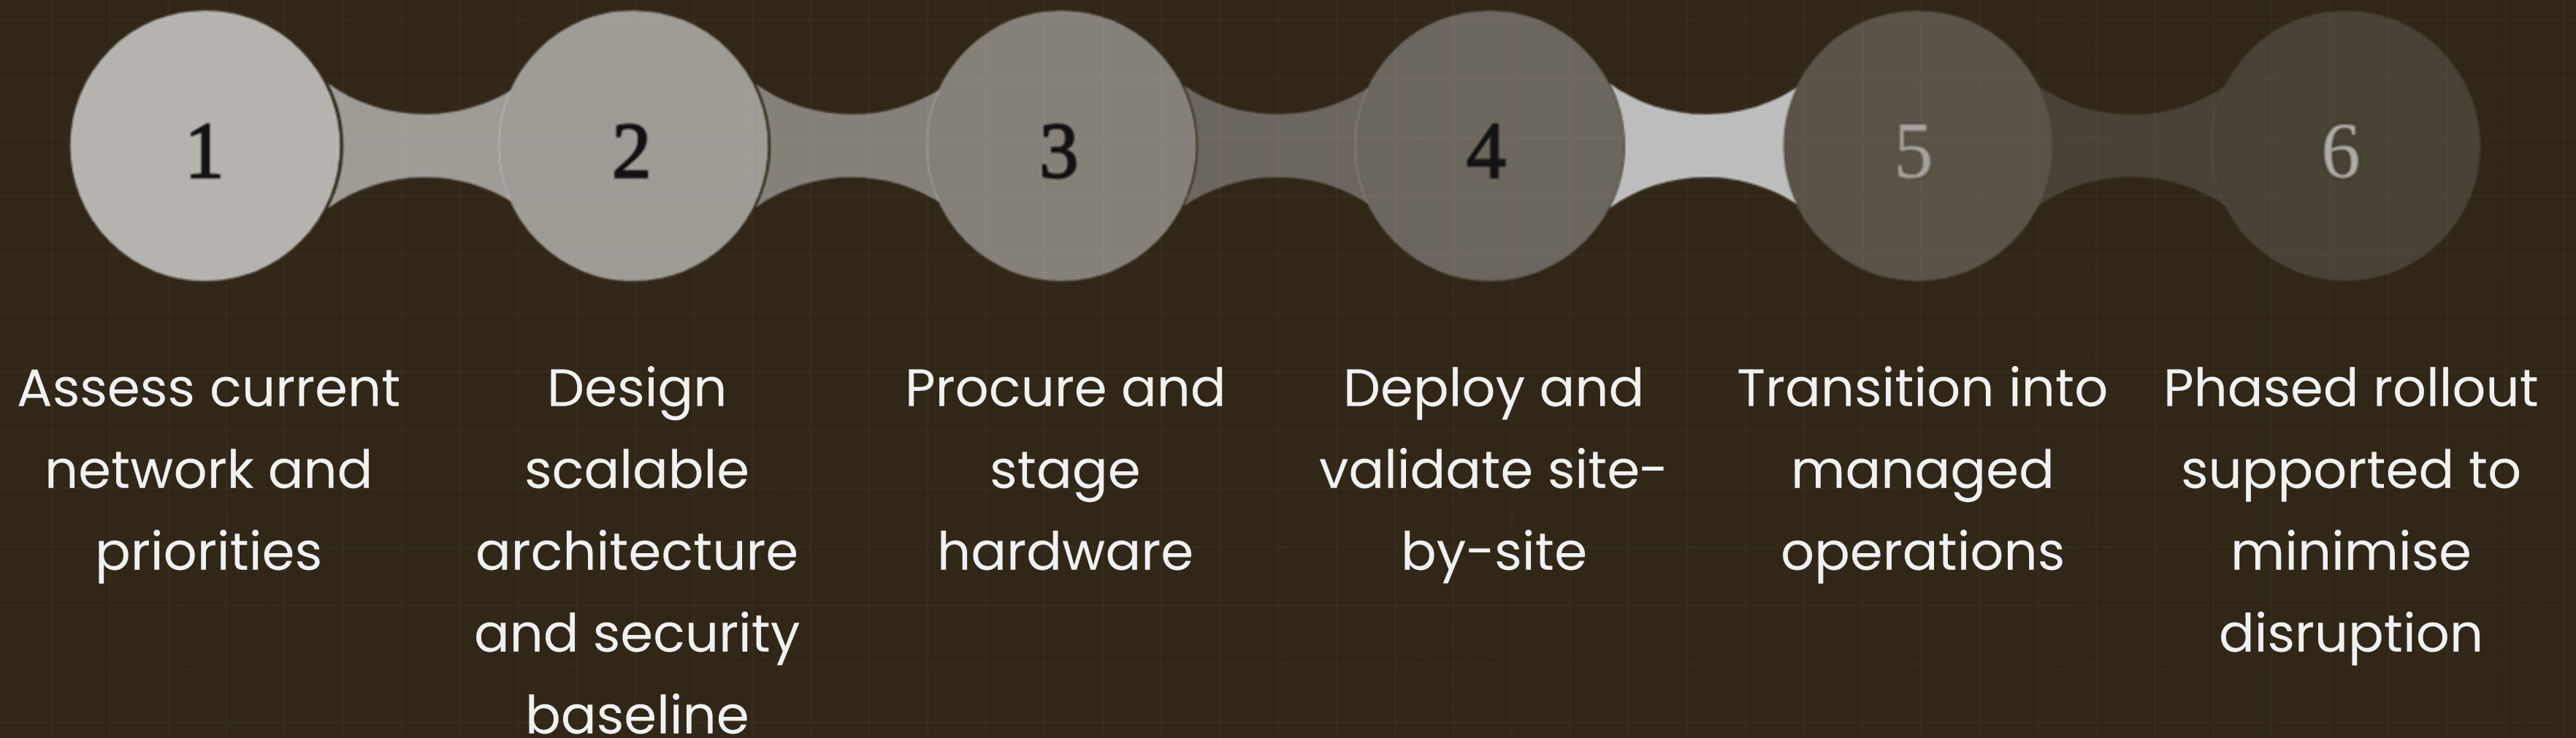 1
2
3
4
5
6
Assess current
network and
priorities
Design
scalable
architecture
and security
baseline
Procure and
stage
hardware
Deploy and
validate site-
by-site
Transition into
managed
operations
Phased rollout
supported to
minimise
disruption